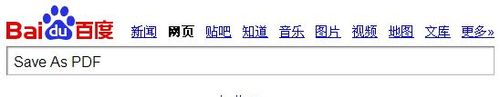 Bai du 百度 新闻 网页 贴吧 知道 音乐 图片 视频 地图 文库 更多»
Save As PDF